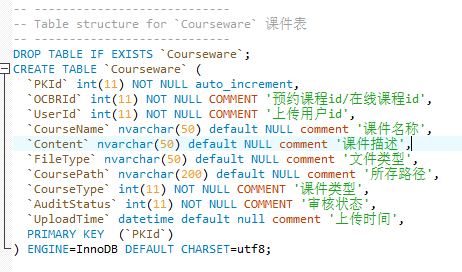 -- ----------------------------
-- Table structure for `Courseware` 课件表
-- ----------------------------
DROP TABLE IF EXISTS `Courseware`;
CREATE TABLE `Courseware` (
`PKId` int(11) NOT NULL auto_increment,
`OCBRId` int(11) NOT NULL COMMENT '预约课程id/在线课程id',
`UserId` int(11) NOT NULL COMMENT '上传用户id',
`CourseName` nvarchar(50) default NULL comment '课件名称',
`Content` nvarchar(50) default NULL comment '课件描述',
`FileType` nvarchar(50) default NULL comment '文件类型',
`CoursePath` nvarchar(200) default NULL comment '所存路径',
`CourseType` int(11) NOT NULL COMMENT '课件类型',
`AuditStatus` int(11) NOT NULL COMMENT '审核状态',
`UploadTime` datetime default null comment '上传时间',
PRIMARY KEY  (`PKId`)
) ENGINE=InnoDB DEFAULT CHARSET=utf8;